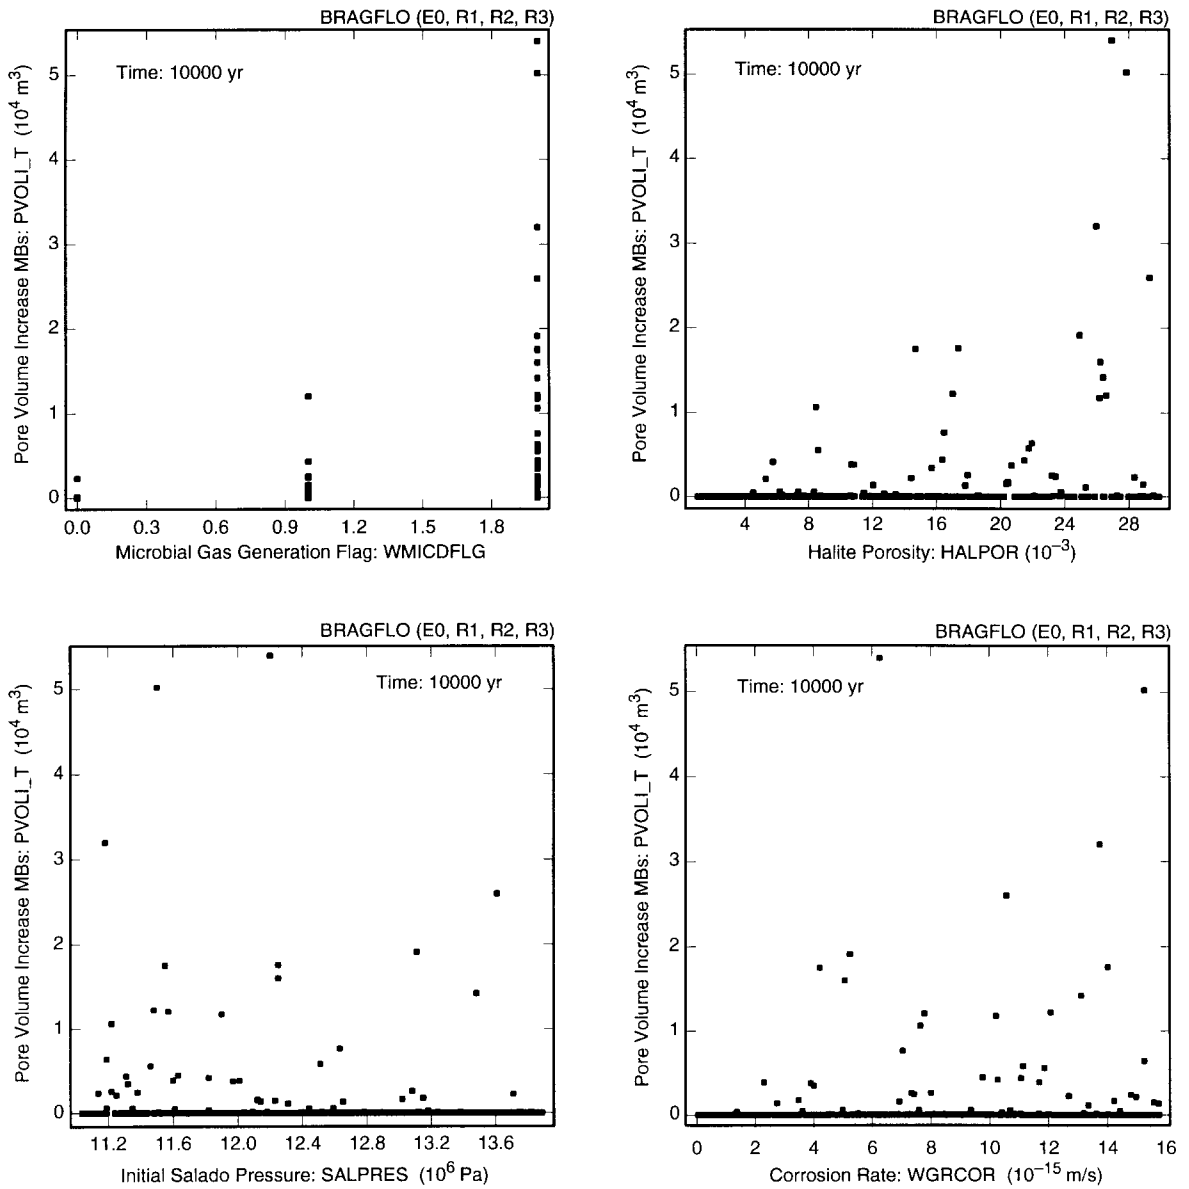 BRAGFLO (E0, R1, R2, R3)
Time: 10000 yr
Pore Volume Increase MBs: PVOLI_T (10⁴ m³)
5
4
3
2
1
0
0.0 0.3 0.6 0.9 1.2 1.5 1.8
Microbial Gas Generation Flag: WMICDFLG
BRAGFLO (E0, R1, R2, R3)
Time: 10000 yr
Pore Volume Increase MBs: PVOLI_T (10⁴ m³)
5
4
3
2
1
0
4 8 12 16 20 24 28
Halite Porosity: HALPOR (10⁻³)
BRAGFLO (E0, R1, R2, R3)
Time: 10000 yr
Pore Volume Increase MBs: PVOLI_T (10⁴ m³)
5
4
3
2
1
0
11.2 11.6 12.0 12.4 12.8 13.2 13.6
Initial Salado Pressure: SALPRES (10⁶ Pa)
BRAGFLO (E0, R1, R2, R3)
Time: 10000 yr
Pore Volume Increase MBs: PVOLI_T (10⁴ m³)
5
4
3
2
1
0
0 2 4 6 8 10 12 14 16
Corrosion Rate: WGRCOR (10⁻¹⁵ m/s)